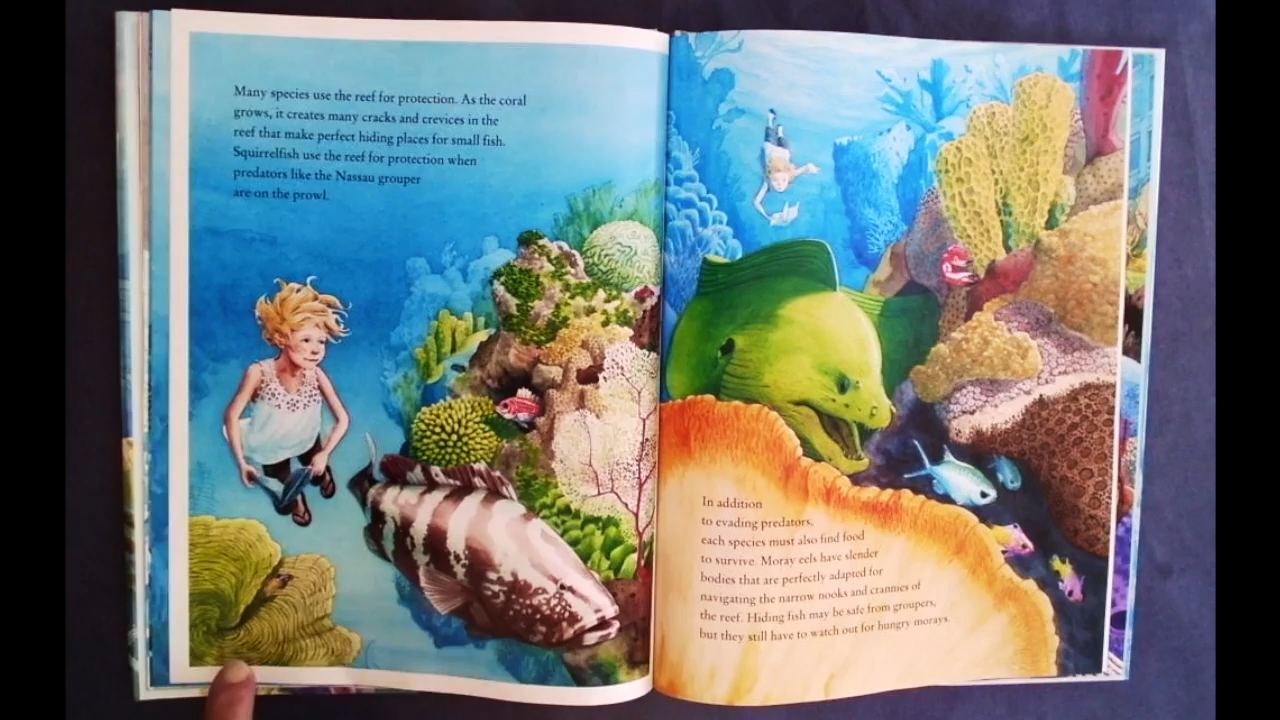 Many species use the reef for protection. As the coral
grows, it creates many cracks and crevices in the
reef that make perfect hiding places for small fish.
Squirrelfish use the reef for protection when
predators like the Nassau grouper
are on the prowl.
In addition
to evading predators,
each species must also find food
to survive. Moray eels have slender
bodies that are perfectly adapted for
navigating the narrow nooks and crannies of
the reef. Hiding fish may be safe from groupers,
but they still have to watch out for hungry morays.